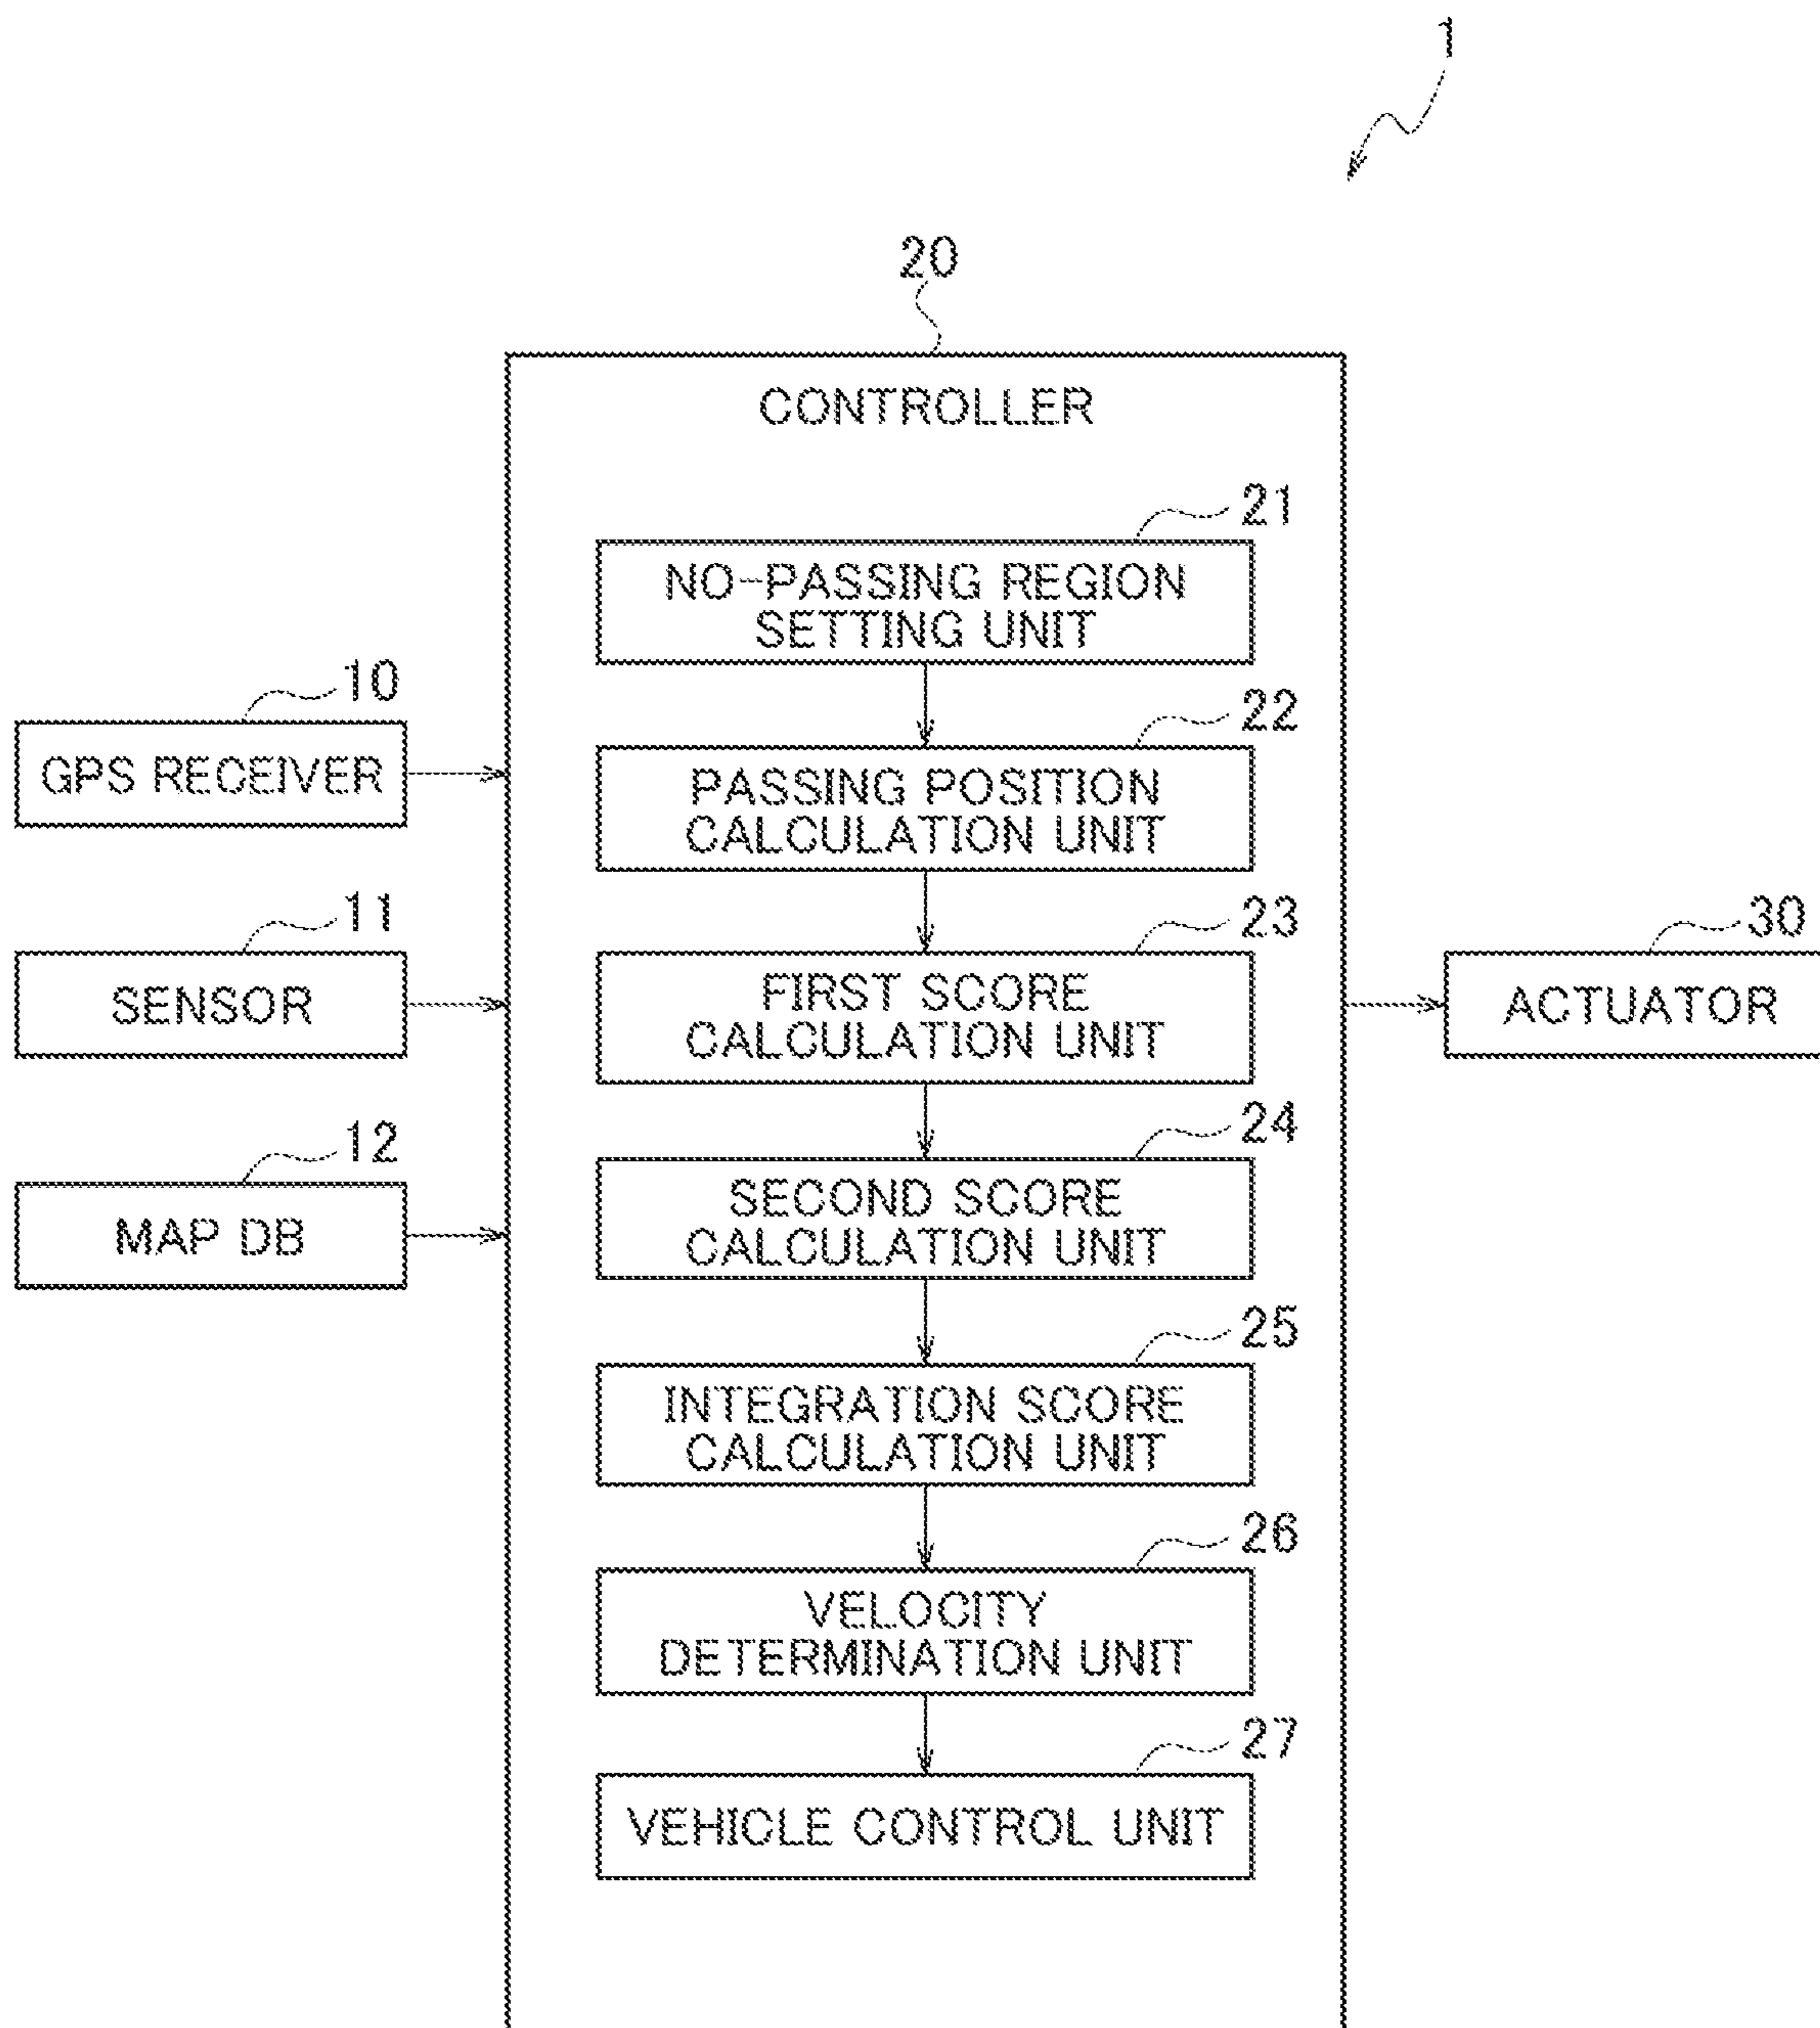 1
20
CONTROLLER
21
NO-PASSING REGION
SETTING UNIT
10
GPS RECEIVER
22
PASSING POSITION
CALCULATION UNIT
11
SENSOR
23
FIRST SCORE
CALCULATION UNIT
30
ACTUATOR
12
MAP DB
24
SECOND SCORE
CALCULATION UNIT
25
INTEGRATION SCORE
CALCULATION UNIT
26
VELOCITY
DETERMINATION UNIT
27
VEHICLE CONTROL UNIT